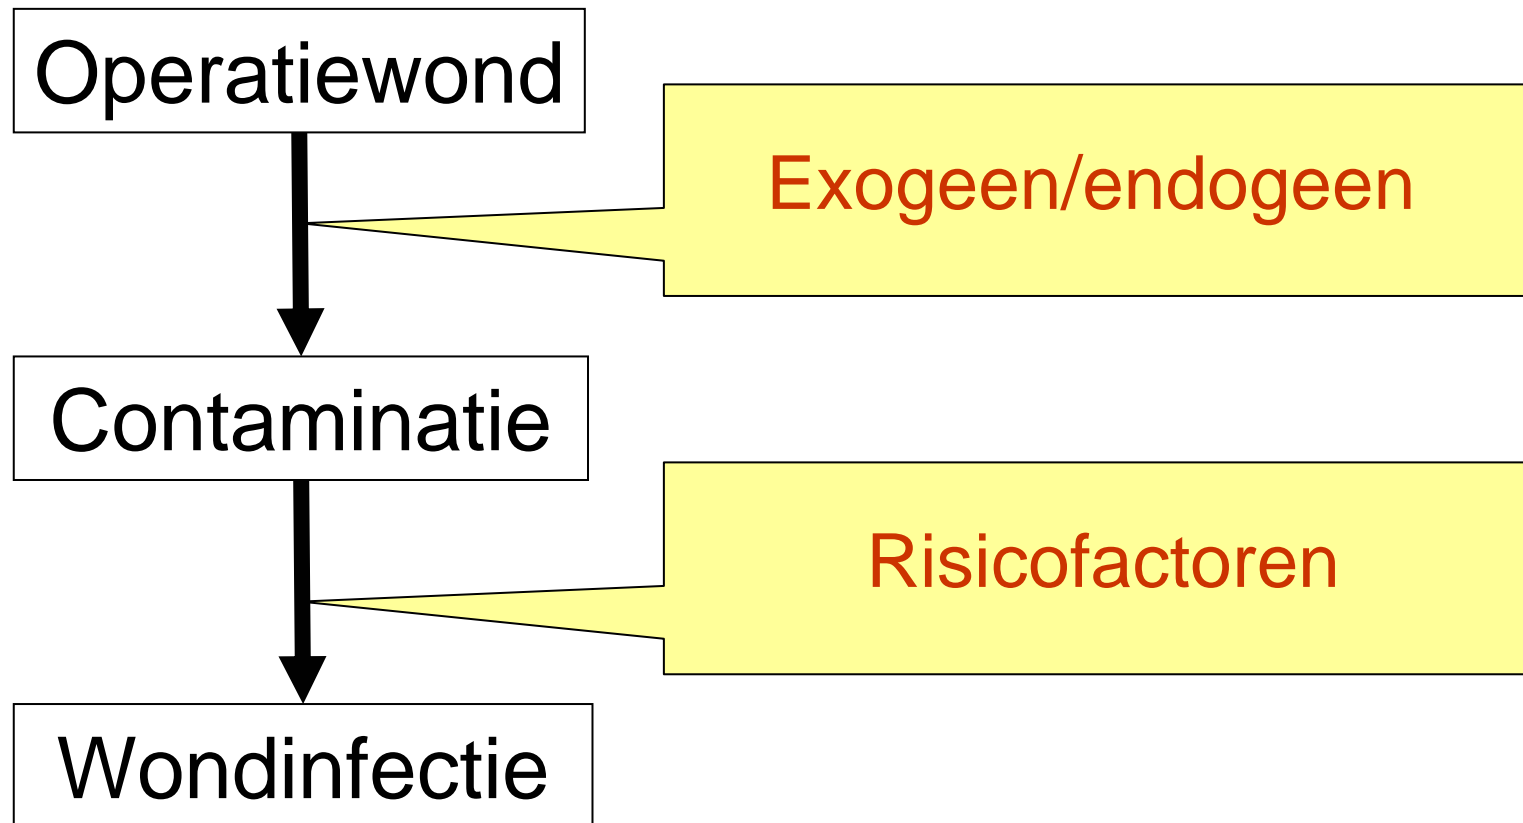 Operatiewond
Exogeen/endogeen
Contaminatie
Risicofactoren
Wondinfectie